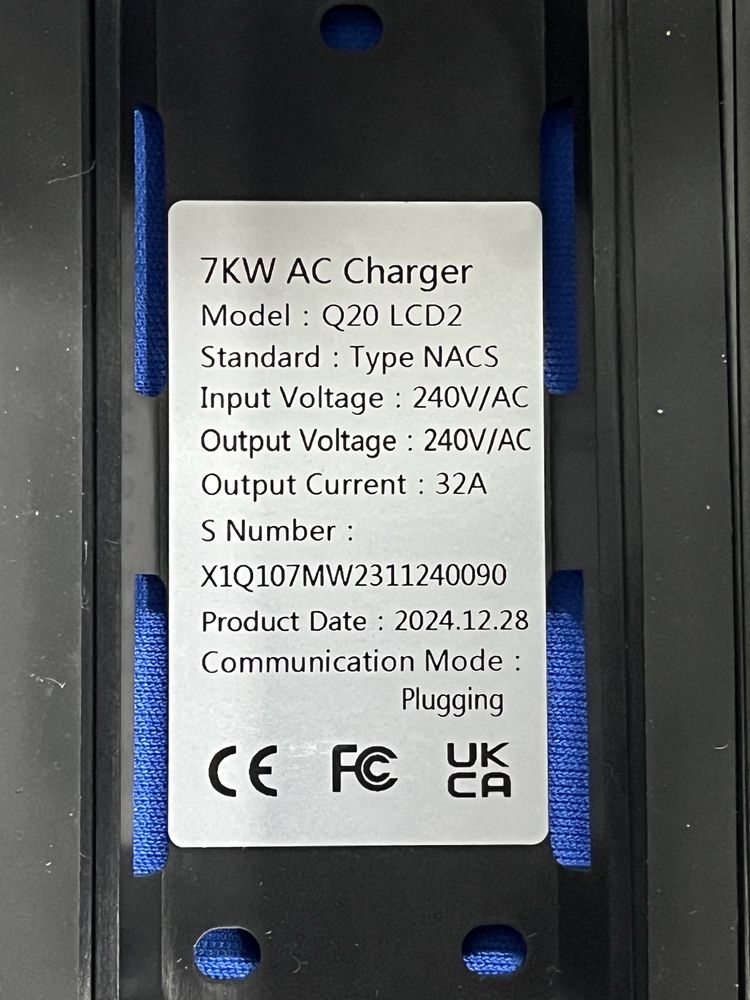 7KW AC Charger
Model : Q20 LCD2
Standard : Type NACS
Input Voltage : 240V/AC
Output Voltage : 240V/AC
Output Current : 32A
S Number :
X1Q107MW2311240090
Product Date : 2024.12.28
Communication Mode :
Plugging
CE FC UK
CA